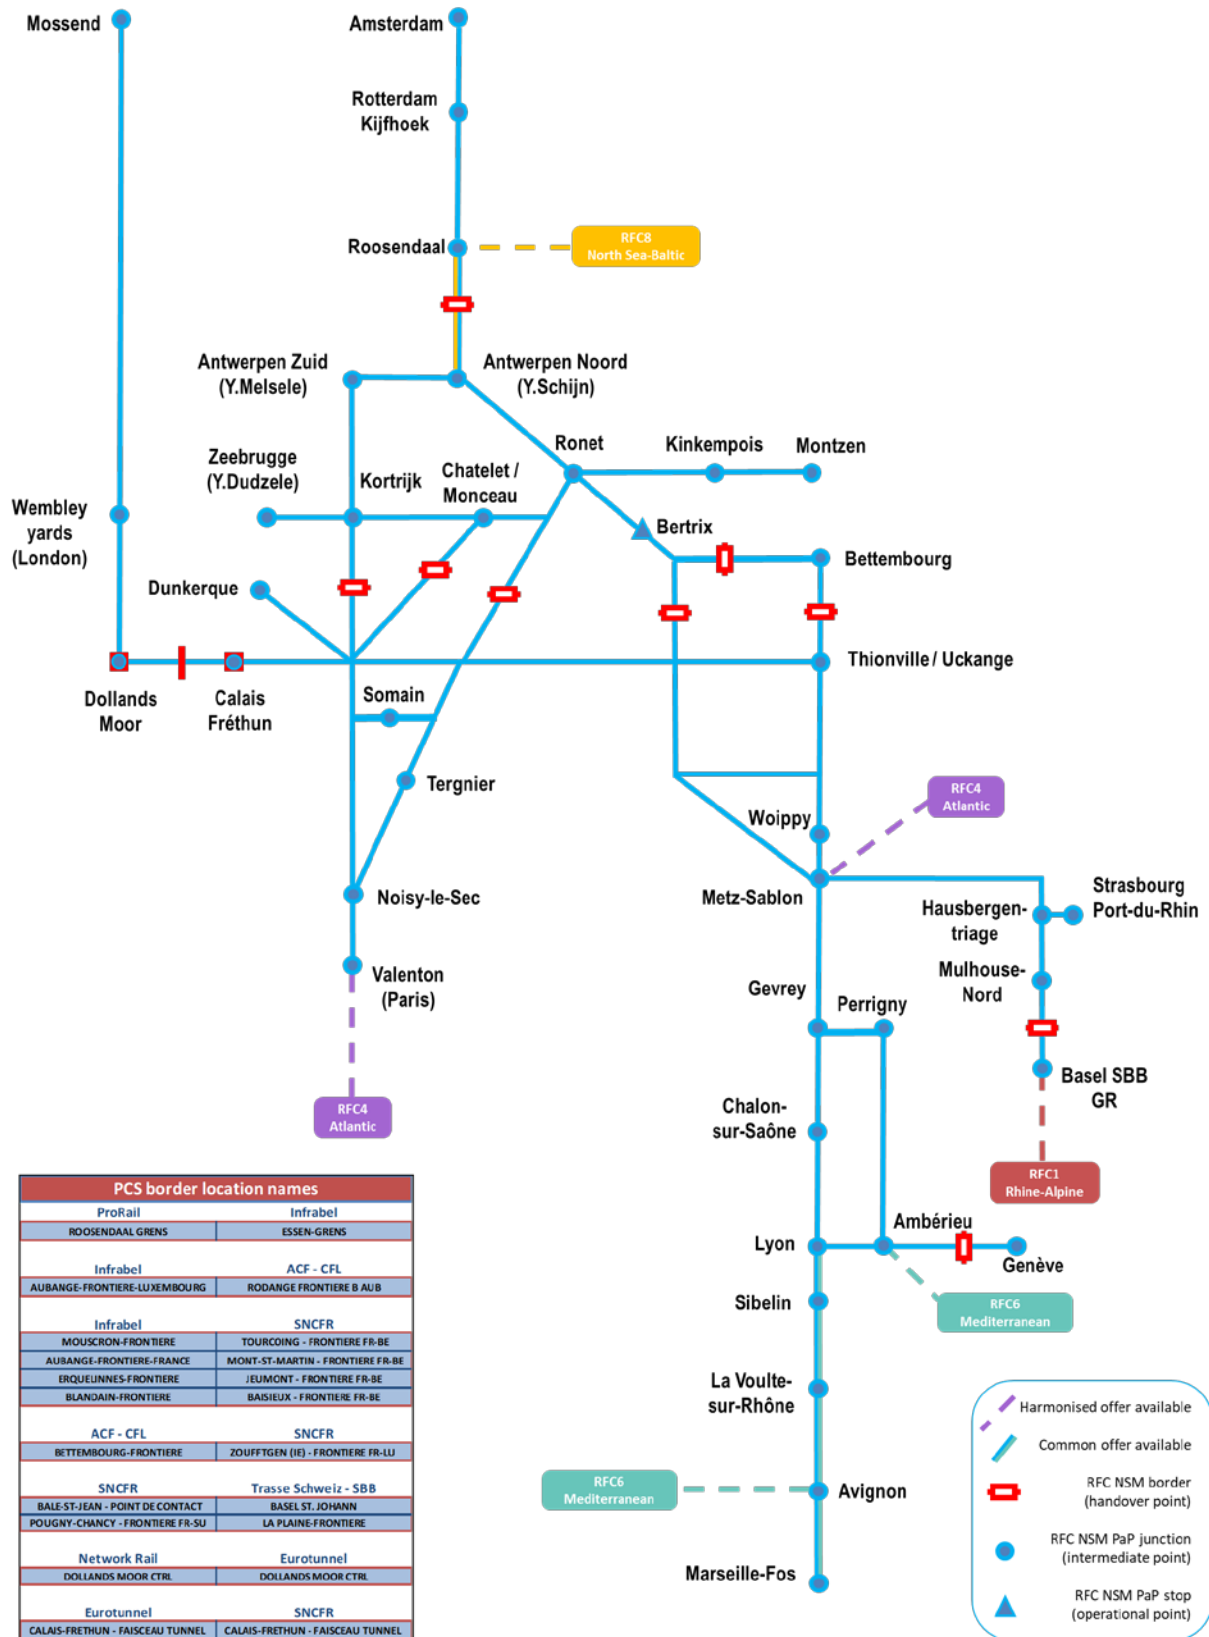 Mossend
Amsterdam
Rotterdam
Kijfhoek
Roosendaal
RFC8
North Sea-Baltic
Antwerpen Zuid
(Y.Melsele)
Antwerpen Noord
(Y.Schijn)
Ronet
Kinkempois
Montzen
Zeebrugge
(Y.Dudzele)
Kortrijk
Chatelet /
Monceau
Wembley
yards
(London)
Bertrix
Bettembourg
Dunkerque
Dollands
Moor
Calais
Fréthun
Somain
Thionville / Uckange
Tergnier
RFC4
Atlantic
Woippy
Noisy-le-Sec
Metz-Sablon
Hausbergen-
triage
Strasbourg
Port-du-Rhin
Valenton
(Paris)
Mulhouse-
Nord
Gevrey
Perrigny
Basel SBB
GR
RFC4
Atlantic
Chalon-
sur-Saône
RFC1
Rhine-Alpine
Lyon
Ambérieu
Genève
Sibelin
RFC6
Mediterranean
La Voulte-
sur-Rhône
RFC6
Mediterranean
Avignon
Marseille-Fos
PCS border location names
ProRail Infrabel
ROOSENDAAL GRENS ESSEN-GRENS
Infrabel ACF - CFL
AUBANGE-FRONTIERE-LUXEMBOURG RODANGE FRONTIERE B AUB
Infrabel SNCFR
MOUSCRON-FRONTIERE TOURCOING - FRONTIERE FR-BE
AUBANGE-FRONTIERE-FRANCE MONT-ST-MARTIN - FRONTIERE FR-BE
ERQUELINNES-FRONTIERE JEUMONT - FRONTIERE FR-BE
BLANDAIN-FRONTIERE BAISIEUX - FRONTIERE FR-BE
ACF - CFL SNCFR
BETTEMBOURG-FRONTIERE ZOUFFTGEN (IE) - FRONTIERE FR-LU
SNCFR Trasse Schweiz - SBB
BALE-ST-JEAN - POINT DE CONTACT BASEL ST. JOHANN
POUGNY-CHANCY - FRONTIERE FR-SU LA PLAINE-FRONTIERE
Network Rail Eurotunnel
DOLLANDS MOOR CTRL DOLLANDS MOOR CTRL
Eurotunnel SNCFR
CALAIS-FRETHUN - FAISCEAU TUNNEL CALAIS-FRETHUN - FAISCEAU TUNNEL
Harmonised offer available
Common offer available
RFC NSM border
(handover point)
RFC NSM PaP junction
(intermediate point)
RFC NSM PaP stop
(operational point)